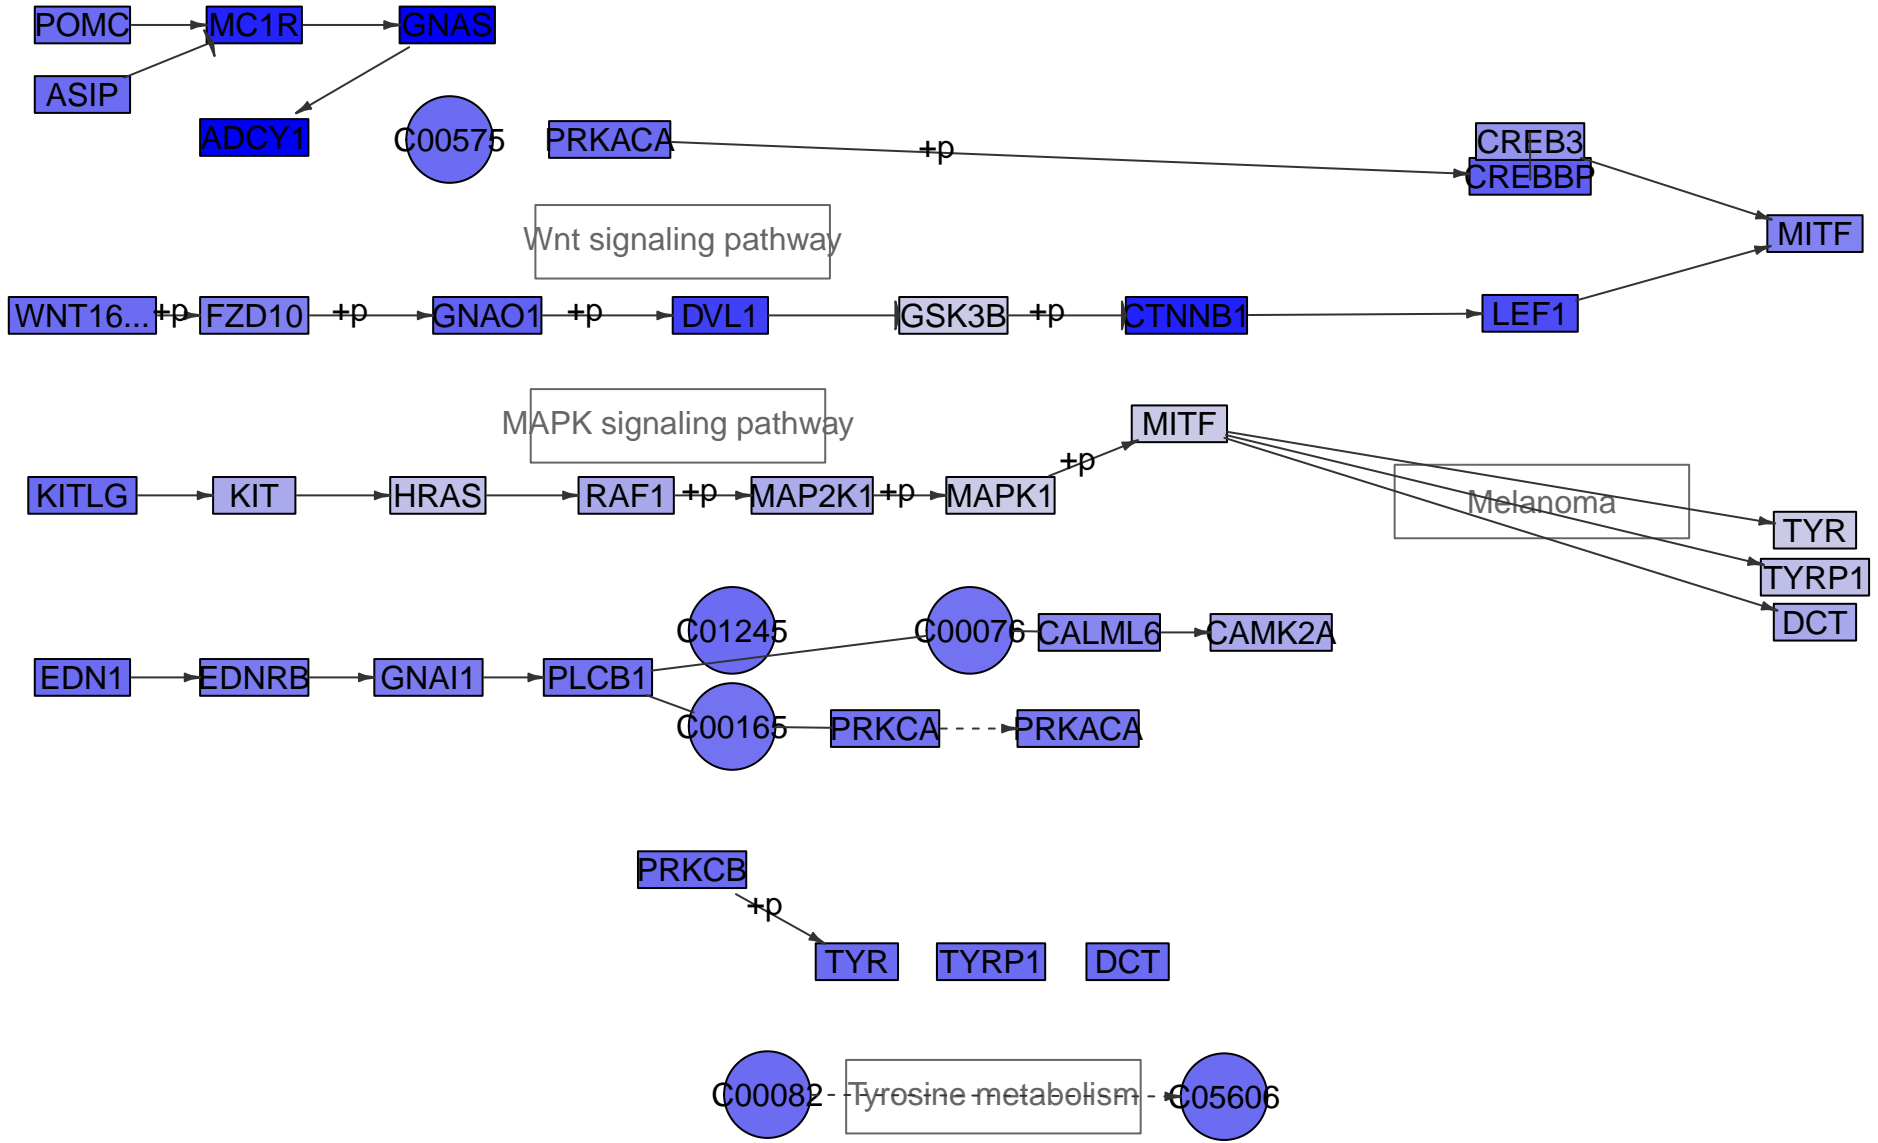 POMC
MC1R
GNAS
ASIP
ADCY1
C00575
PRKACA
+p
CREB3
CREBBP
MITF
Wnt signaling pathway
WNT16...
+p
FZD10
+p
GNAO1
+p
DVL1
GSK3B
+p
CTNNB1
LEF1
MAPK signaling pathway
MITF
+p
KITLG
KIT
HRAS
RAF1
+p
MAP2K1
+p
MAPK1
Melanoma
TYR
TYRP1
DCT
C01245
C00076
CALML6
CAMK2A
EDN1
EDNRB
GNAI1
PLCB1
C00165
PRKCA
PRKACA
PRKCB
+p
TYR
TYRP1
DCT
C00082
Tyrosine metabolism
C05606